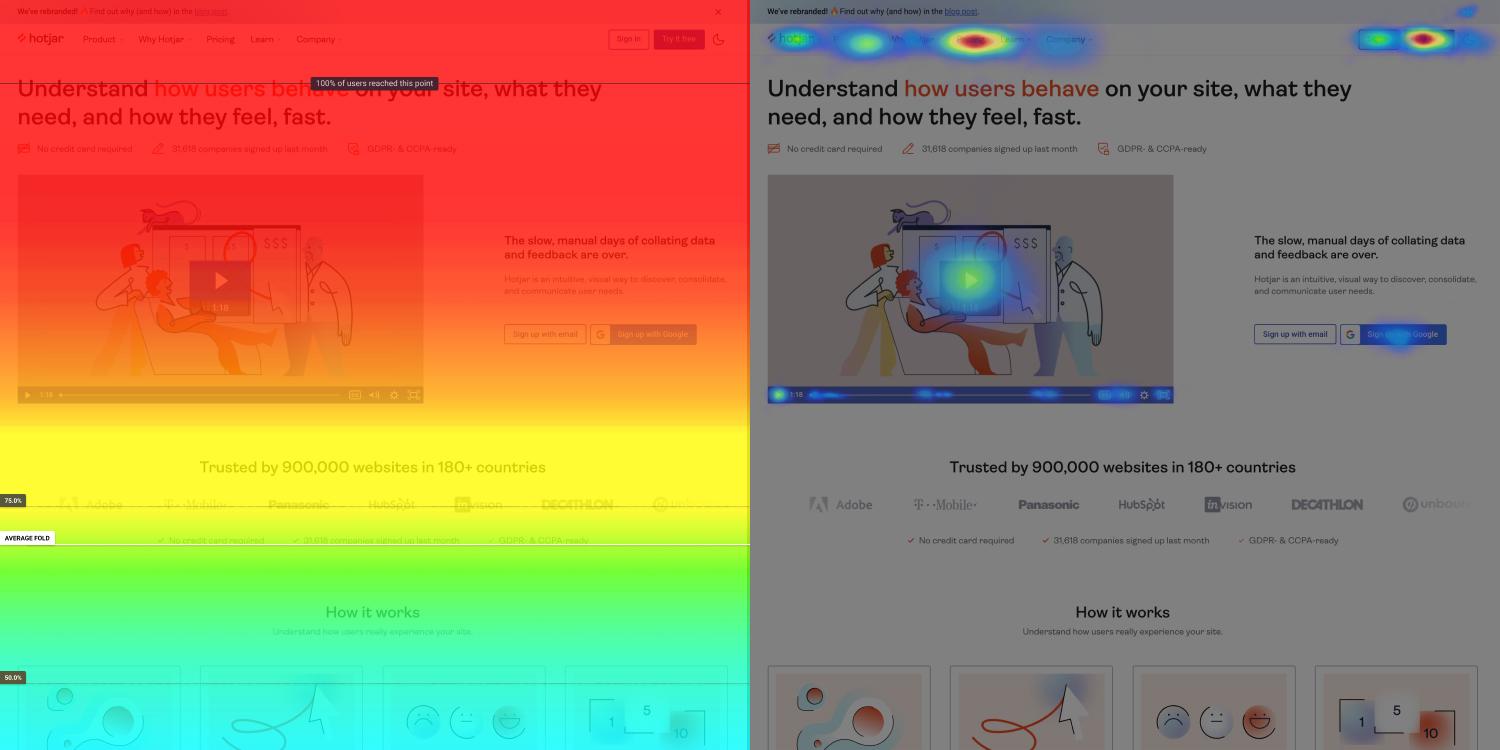 We've rebranded! 🔥 Find out why (and how) in the blog post.
hotjar Product Why Hotjar Pricing Learn Company Sign in Try it free
100% of users reached this point
Understand how users behave on your site, what they
need, and how they feel, fast.
No credit card required 31,618 companies signed up last month GDPR- & CCPA-ready
$ $ $$$
1:18
The slow, manual days of collating data
and feedback are over.
Hotjar is an intuitive, visual way to discover, consolidate,
and communicate user needs.
Sign up with email G Sign up with Google
1:18
CC
Trusted by 900,000 websites in 180+ countries
75.0%
Adobe T··Mobile· Panasonic HubSpot invision DECATHLON unbou
AVERAGE FOLD
No credit card required 31,618 companies signed up last month GDPR- & CCPA-ready
How it works
Understand how users really experience your site.
50.0%
1 5 10
We've rebranded! 🔥 Find out why (and how) in the blog post.
Company
Understand how users behave on your site, what they
need, and how they feel, fast.
No credit card required 31,618 companies signed up last month GDPR- & CCPA-ready
$$$
1:18
The slow, manual days of collating data
and feedback are over.
Hotjar is an intuitive, visual way to discover, consolidate,
and communicate user needs.
Sign up with email G Sign up with Google
1:18
Trusted by 900,000 websites in 180+ countries
Adobe T··Mobile· Panasonic HubSpot invision DECATHLON unboun
No credit card required 31,618 companies signed up last month GDPR- & CCPA-ready
How it works
Understand how users really experience your site.
1 5 10